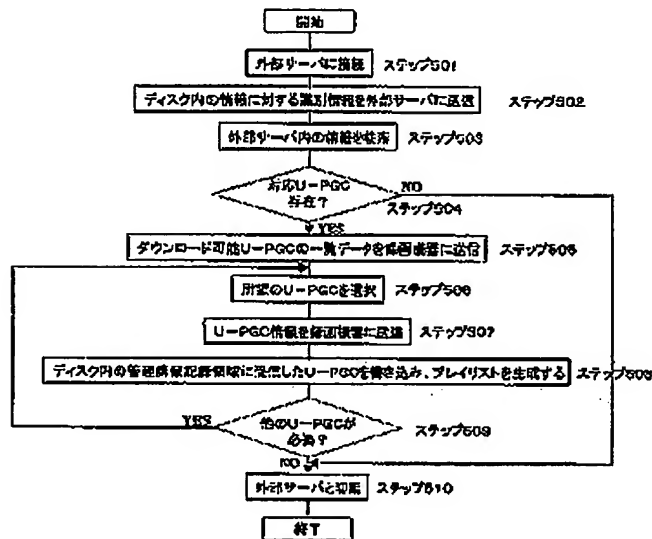 開始
外部サーバに接続 ステップ501
ディスク内の情報に対する識別情報を外部サーバに送信 ステップ502
外部サーバ内の情報を検索 ステップ503
対応U-PGC
存在? NO
ステップ504
YES
ダウンロード可能U-PGCの一覧データを録画機器に送信 ステップ505
所望のU-PGCを選択 ステップ506
U-PGC情報を録画機器に送信 ステップ507
ディスク内の管理情報記録領域に受信したU-PGCを書き込み、プレイリストを生成する ステップ508
YES 他のU-PGCが
必要? ステップ509
NO
外部サーバと切断 ステップ510
終了